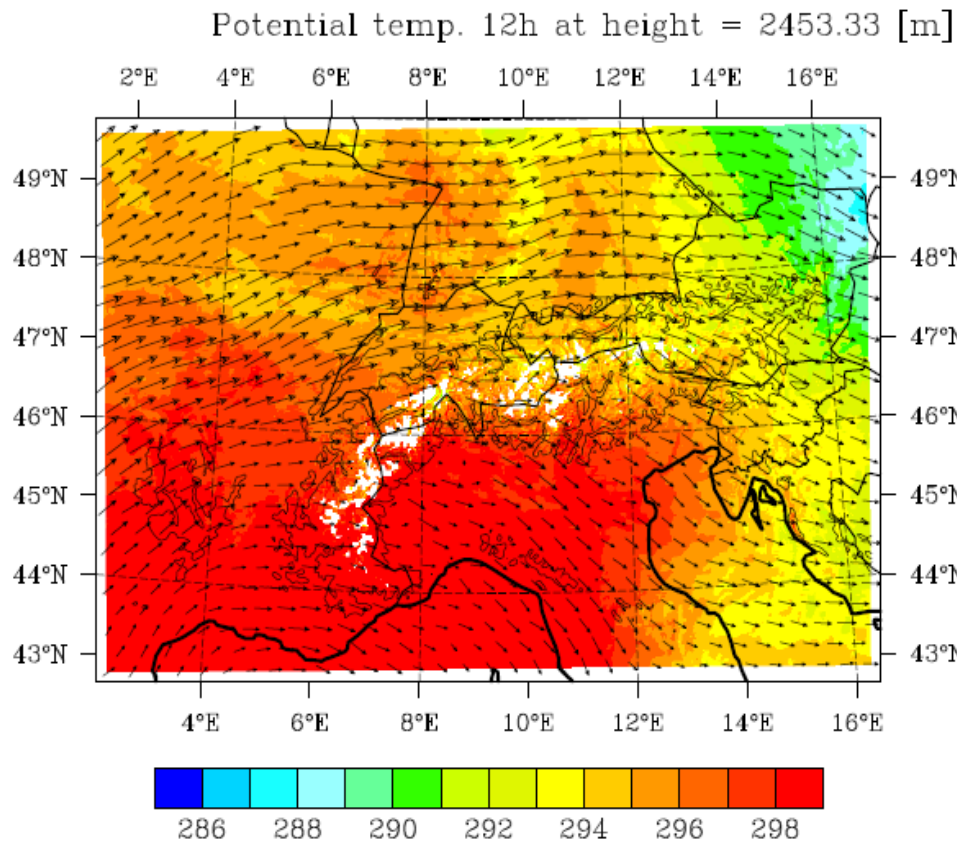 Potential temp. 12h at height = 2453.33 [m]
2°E 4°E 6°E 8°E 10°E 12°E 14°E 16°E
49°N 49°N
48°N 48°N
47°N 47°N
46°N 46°N
45°N 45°N
44°N 44°N
43°N 43°N
4°E 6°E 8°E 10°E 12°E 14°E 16°E
286 288 290 292 294 296 298